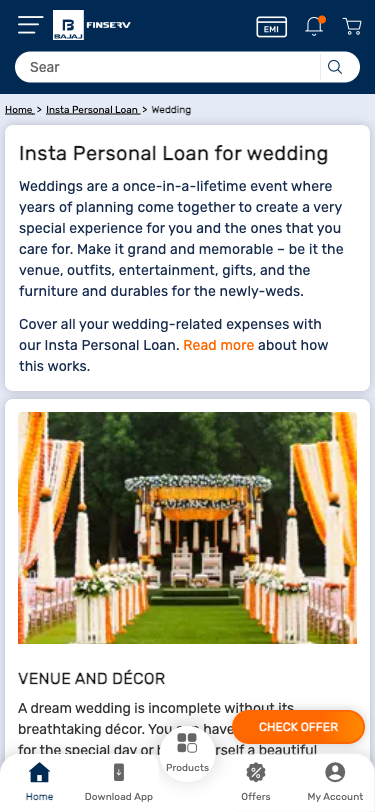 BAJAJ FINSERV
EMI
Sear
Home > Insta Personal Loan > Wedding
Insta Personal Loan for wedding
Weddings are a once-in-a-lifetime event where
years of planning come together to create a very
special experience for you and the ones that you
care for. Make it grand and memorable – be it the
venue, outfits, entertainment, gifts, and the
furniture and durables for the newly-weds.
Cover all your wedding-related expenses with
our Insta Personal Loan. Read more about how
this works.
VENUE AND DÉCOR
A dream wedding is incomplete without its
breathtaking décor. You
for the special day or
a beautiful
CHECK OFFER
Home
Download App
Products
Offers
My Account